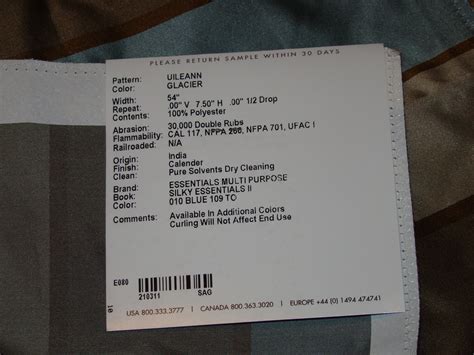 PLEASE RETURN SAMPLE WITHIN 30 DAYS
Pattern: UILEANN
Color: GLACIER
Width: 54"
Repeat: .00" V 7.50" H .00" 1/2 Drop
Contents: 100% Polyester
Abrasion: 30,000 Double Rubs
Flammability: CAL 117, NFPA 260, NFPA 701, UFAC I
Railroaded: N/A
Origin: India
Finish: Calender
Clean: Pure Solvents Dry Cleaning
Brand: ESSENTIALS MULTI PURPOSE
Book: SILKY ESSENTIALS II
Color: 010 BLUE 109 TO
Comments: Available In Additional Colors
Curling Will Not Affect End Use
E080
210311 SAG
01
USA 800.333.3777 | CANADA 800.363.3020 | EUROPE +44 (0) 1494 474741